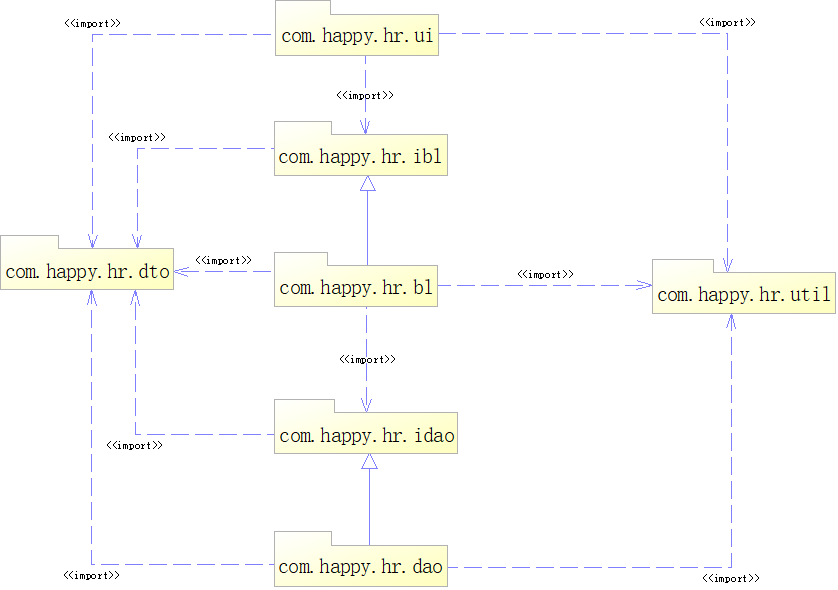 <<import>>
<<import>>
com.happy.hr.ui
<<import>>
<<import>>
com.happy.hr.ibl
<<import>>
com.happy.hr.dto
<<import>>
com.happy.hr.bl
com.happy.hr.util
<<import>>
com.happy.hr.idao
<<import>>
com.happy.hr.dao
<<import>>
<<import>>